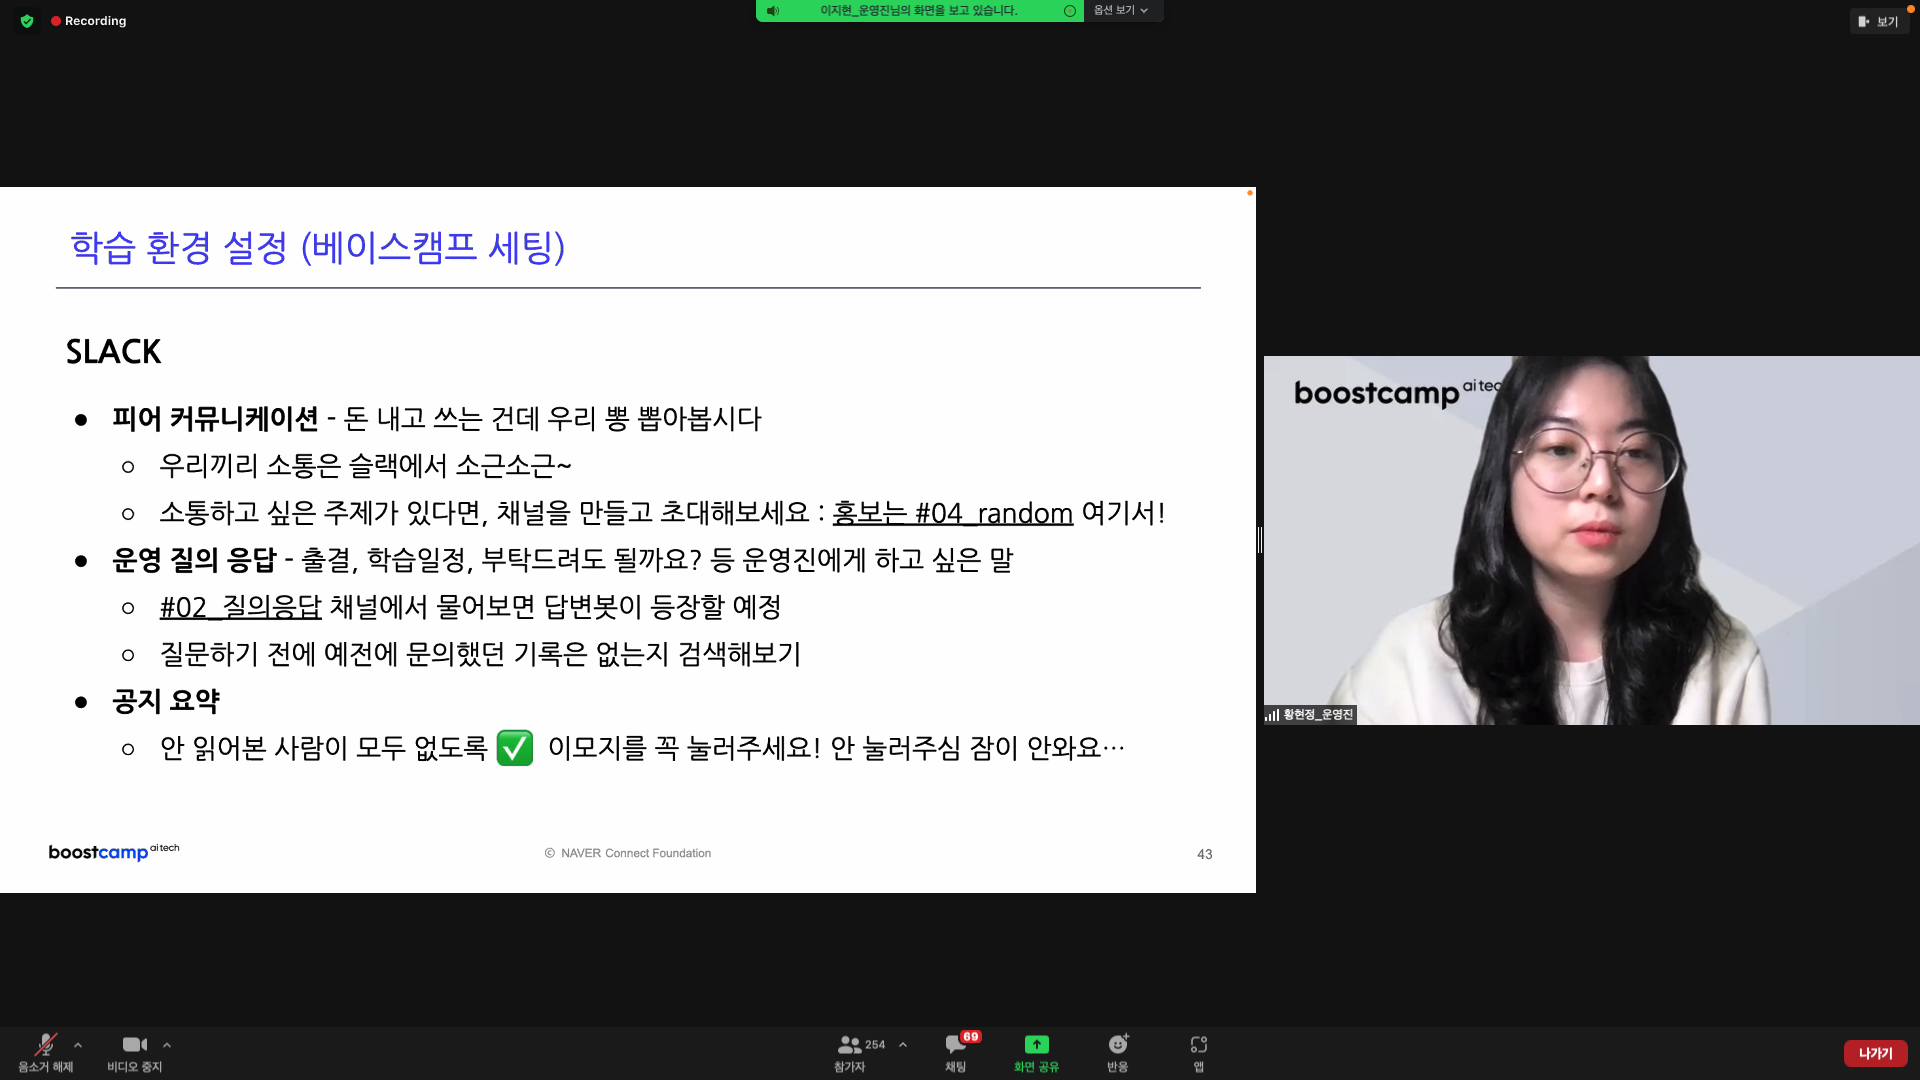 Recording
이지현_운영진님의 화면을 보고 있습니다.
옵션 보기
보기
학습 환경 설정 (베이스캠프 세팅)
SLACK
● 피어 커뮤니케이션 - 돈 내고 쓰는 건데 우리 뽕 뽑아봅시다
○ 우리끼리 소통은 슬랙에서 소근소근~
○ 소통하고 싶은 주제가 있다면, 채널을 만들고 초대해보세요 : 홍보는 #04_random 여기서!
● 운영 질의 응답 - 출결, 학습일정, 부탁드려도 될까요? 등 운영진에게 하고 싶은 말
○ #02_질의응답 채널에서 물어보면 답변봇이 등장할 예정
○ 질문하기 전에 예전에 문의했던 기록은 없는지 검색해보기
● 공지 요약
○ 안 읽어본 사람이 모두 없도록 ✅ 이모지를 꼭 눌러주세요! 안 눌러주심 잠이 안와요…
boostcamp ai tech
© NAVER Connect Foundation
43
boostcamp ai tec
황현정_운영진
음소거 해제
비디오 중지
254
참가자
69
채팅
화면 공유
반응
앱
나가기